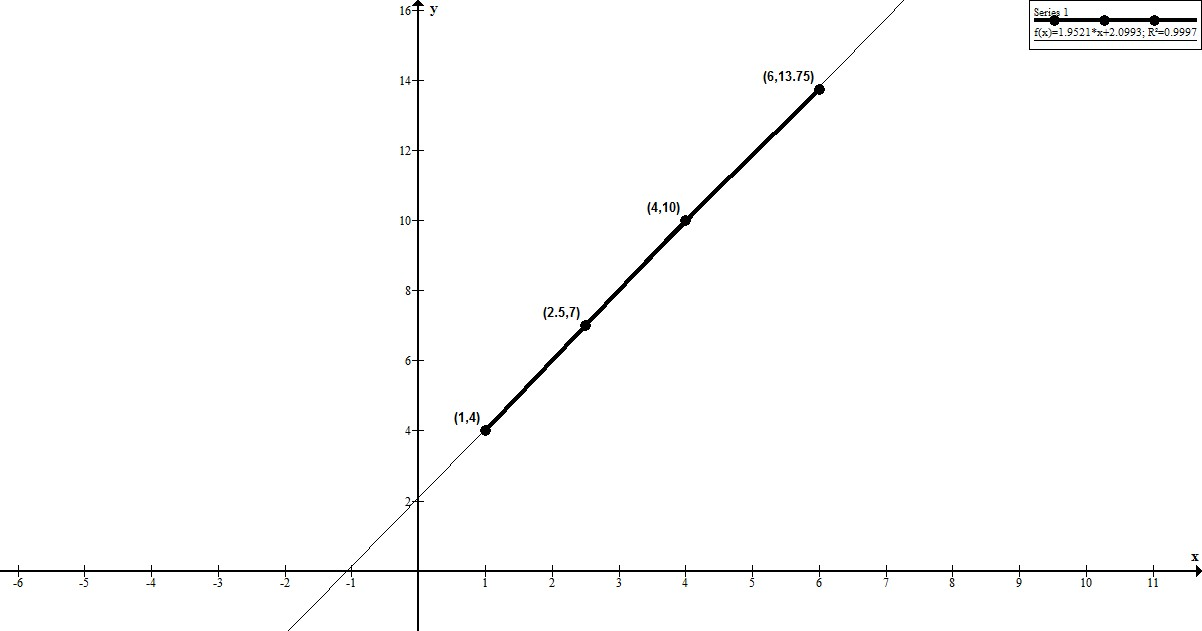 16
y
Series 1
f(x)=1.9521*x+2.0993; R²=0.9997
14
(6,13.75)
12
10
(4,10)
8
(2.5,7)
6
4
(1,4)
2
x
-6 -5 -4 -3 -2 -1 1 2 3 4 5 6 7 8 9 10 11